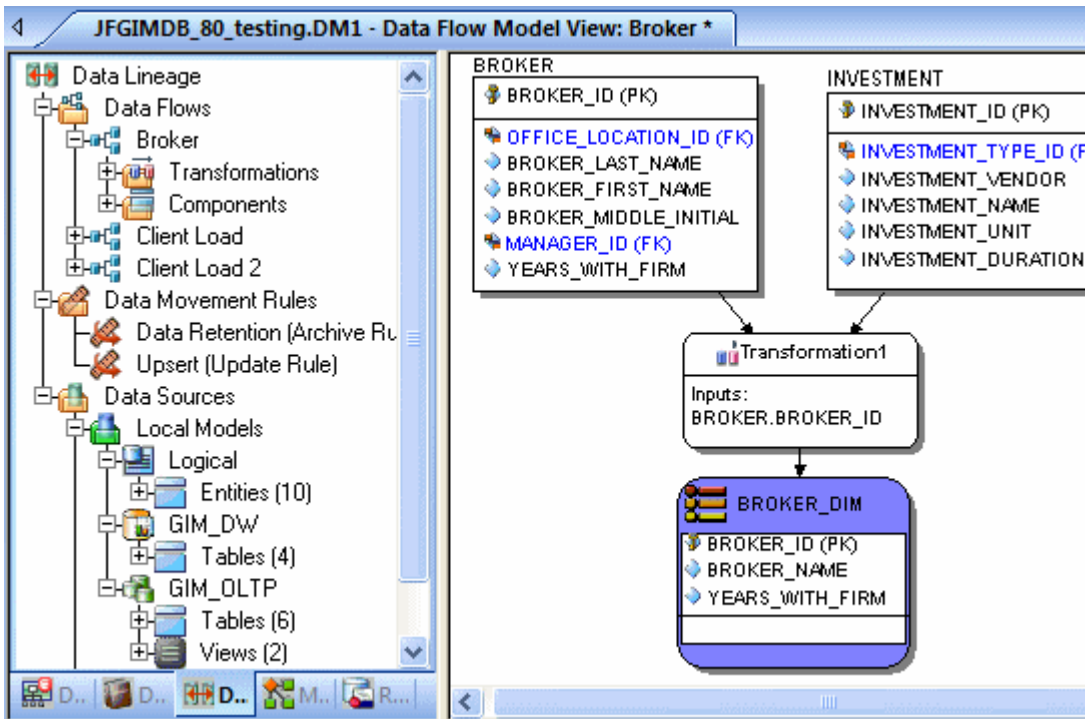 JFGIMDB_80_testing.DM1 - Data Flow Model View: Broker *
Data Lineage
Data Flows
Broker
Transformations
Components
Client Load
Client Load 2
Data Movement Rules
Data Retention (Archive Ru
Upsert (Update Rule)
Data Sources
Local Models
Logical
Entities (10)
GIM_DW
Tables (4)
GIM_OLTP
Tables (6)
Views (2)
D..
D..
D..
M..
R...
BROKER
BROKER_ID (PK)
OFFICE_LOCATION_ID (FK)
BROKER_LAST_NAME
BROKER_FIRST_NAME
BROKER_MIDDLE_INITIAL
MANAGER_ID (FK)
YEARS_WITH_FIRM
INVESTMENT
INVESTMENT_ID (PK)
INVESTMENT_TYPE_ID (F
INVESTMENT_VENDOR
INVESTMENT_NAME
INVESTMENT_UNIT
INVESTMENT_DURATION
Transformation1
Inputs:
BROKER.BROKER_ID
BROKER_DIM
BROKER_ID (PK)
BROKER_NAME
YEARS_WITH_FIRM